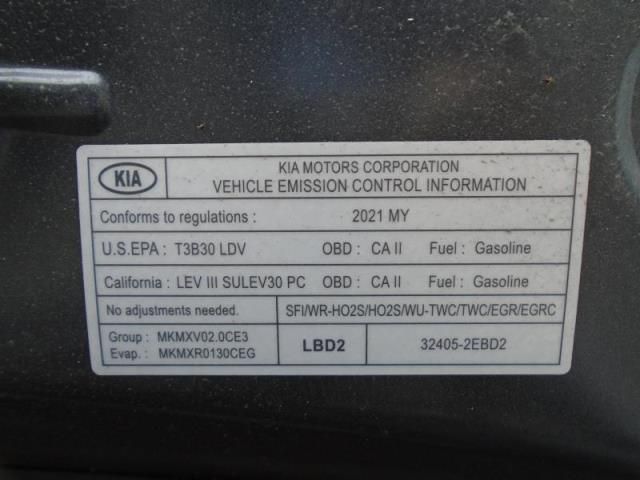 KIA
KIA MOTORS CORPORATION
VEHICLE EMISSION CONTROL INFORMATION
Conforms to regulations : 2021 MY
U.S.EPA : T3B30 LDV OBD : CA II Fuel : Gasoline
California : LEV III SULEV30 PC OBD : CA II Fuel : Gasoline
No adjustments needed. SFI/WR-HO2S/HO2S/WU-TWC/TWC/EGR/EGRC
Group : MKMXV02.0CE3
Evap. : MKMXR0130CEG
LBD2
32405-2EBD2